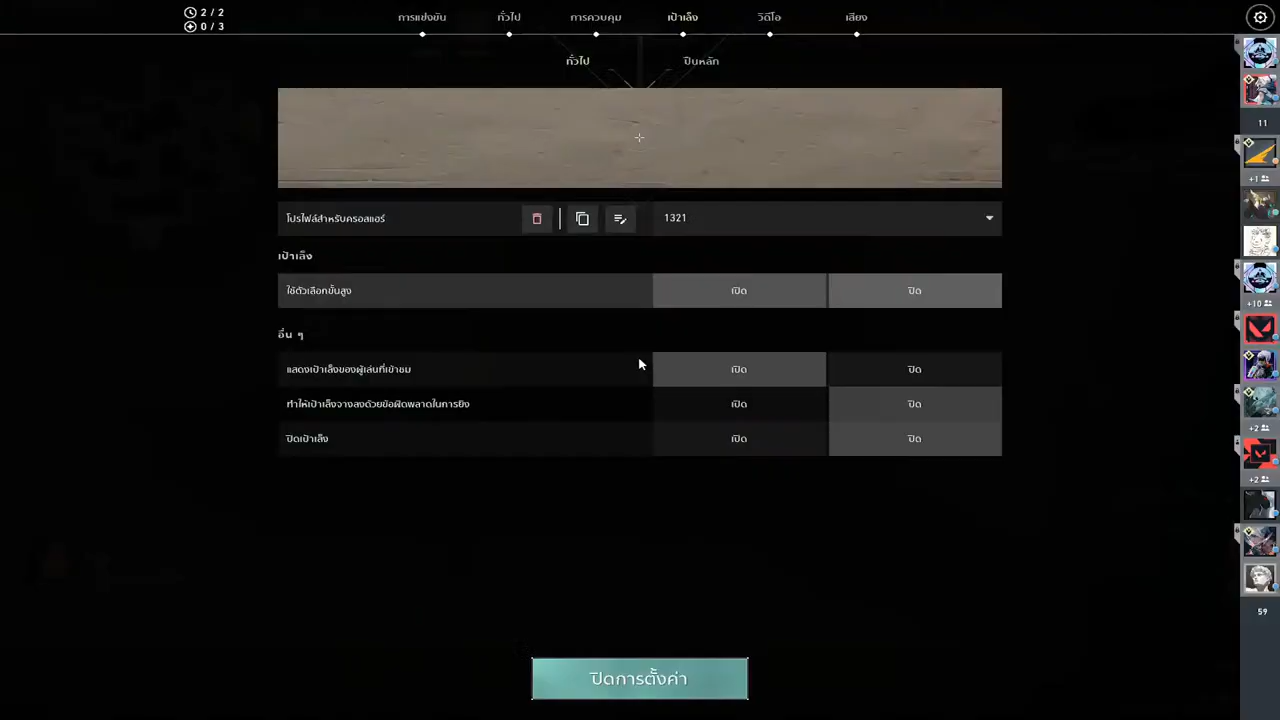 2 / 2
0 / 3
การแข่งขัน ทั่วไป การควบคุม เป้าเล็ง วิดีโอ เสียง
ทั่วไป ปืนหลัก
โปรไฟล์สำหรับครอสแฮร์ 1321
เป้าเล็ง
ใช้ตัวเลือกขั้นสูง เปิด ปิด
อื่น ๆ
แสดงเป้าเล็งของผู้เล่นที่เข้าชม เปิด ปิด
ทำให้เป้าเล็งจางลงด้วยข้อผิดพลาดในการยิง เปิด ปิด
ปิดเป้าเล็ง เปิด ปิด
ปิดการตั้งค่า
11
+1
+10
+2
+2
59